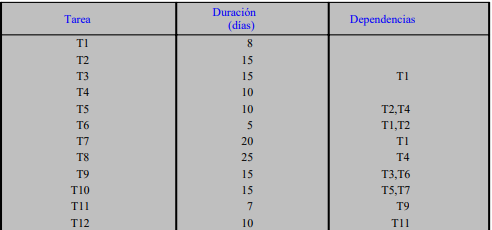 Tarea Duración (días) Dependencias
T1 8
T2 15
T3 15 T1
T4 10
T5 10 T2,T4
T6 5 T1,T2
T7 20 T1
T8 25 T4
T9 15 T3,T6
T10 15 T5,T7
T11 7 T9
T12 10 T11